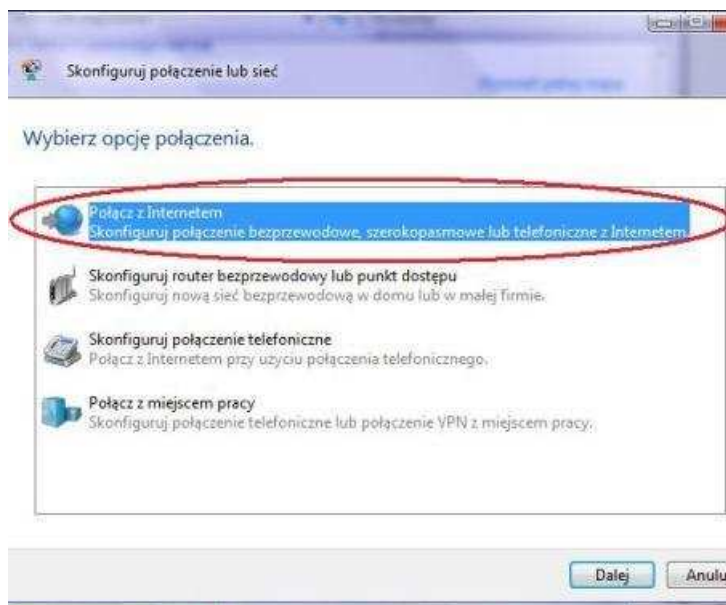 Skonfiguruj połączenie lub sieć
Wybierz opcję połączenia.
Połącz z Internetem
Skonfiguruj połączenie bezprzewodowe, szerokopasmowe lub telefoniczne z Internetem.
Skonfiguruj router bezprzewodowy lub punkt dostępu
Skonfiguruj nową sieć bezprzewodową w domu lub w małej firmie.
Skonfiguruj połączenie telefoniczne
Połącz z Internetem przy użyciu połączenia telefonicznego.
Połącz z miejscem pracy
Skonfiguruj połączenie telefoniczne lub połączenie VPN z miejscem pracy.
Dalej
Anulu